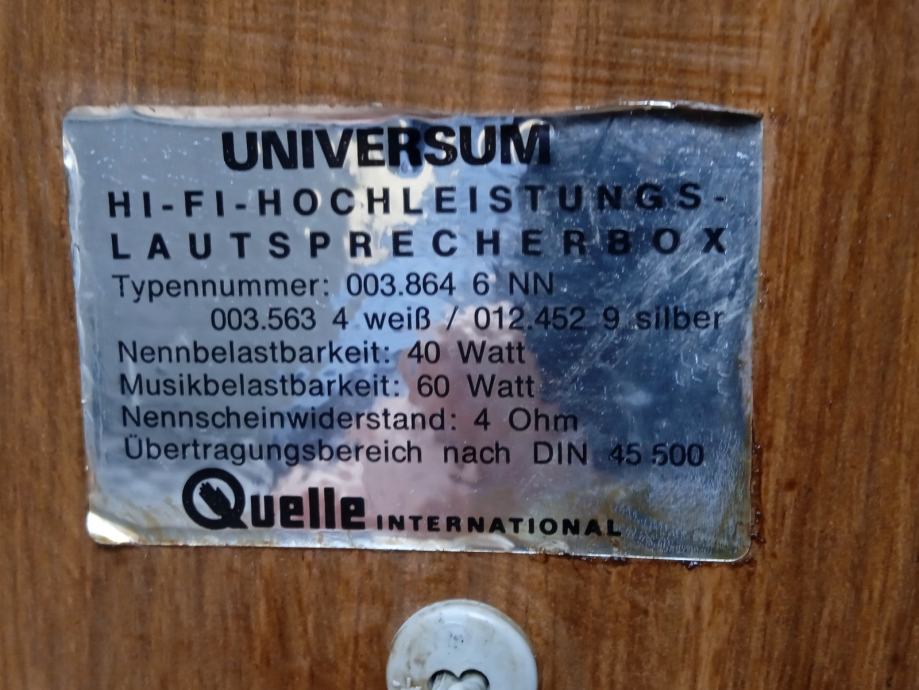 UNIVERSUM
HI-FI-HOCHLEISTUNGS-
LAUTSPRECHERBOX
Typennummer: 003.864 6 NN
003.563 4 weiß / 012.452 9 silber
Nennbelastbarkeit: 40 Watt
Musikbelastbarkeit: 60 Watt
Nennscheinwiderstand: 4 Ohm
Übertragungsbereich nach DIN 45 500
Quelle INTERNATIONAL